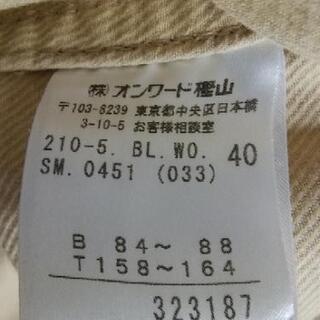 ㈱オンワード樫山
〒103-8239 東京都中央区日本橋
3-10-5 お客様相談室
210-5. BL. WO. 40
SM. 0451 (033)
B 84～ 88
T 158～164
323187